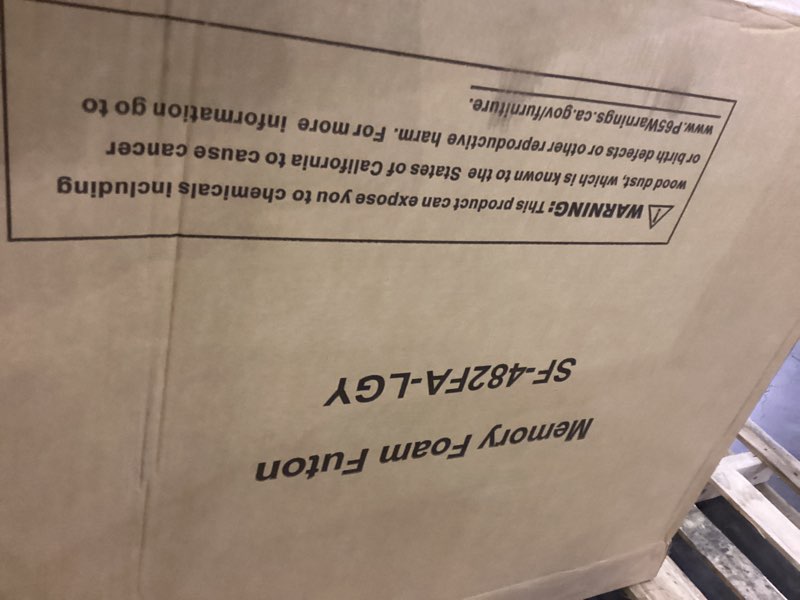 Memory Foam Futon
SF-482FA-LGY
WARNING: This product can expose you to chemicals including
wood dust, which is known to the States of California to cause cancer
or birth defects or other reproductive harm. For more information go to
www.P65Warnings.ca.gov/furniture.